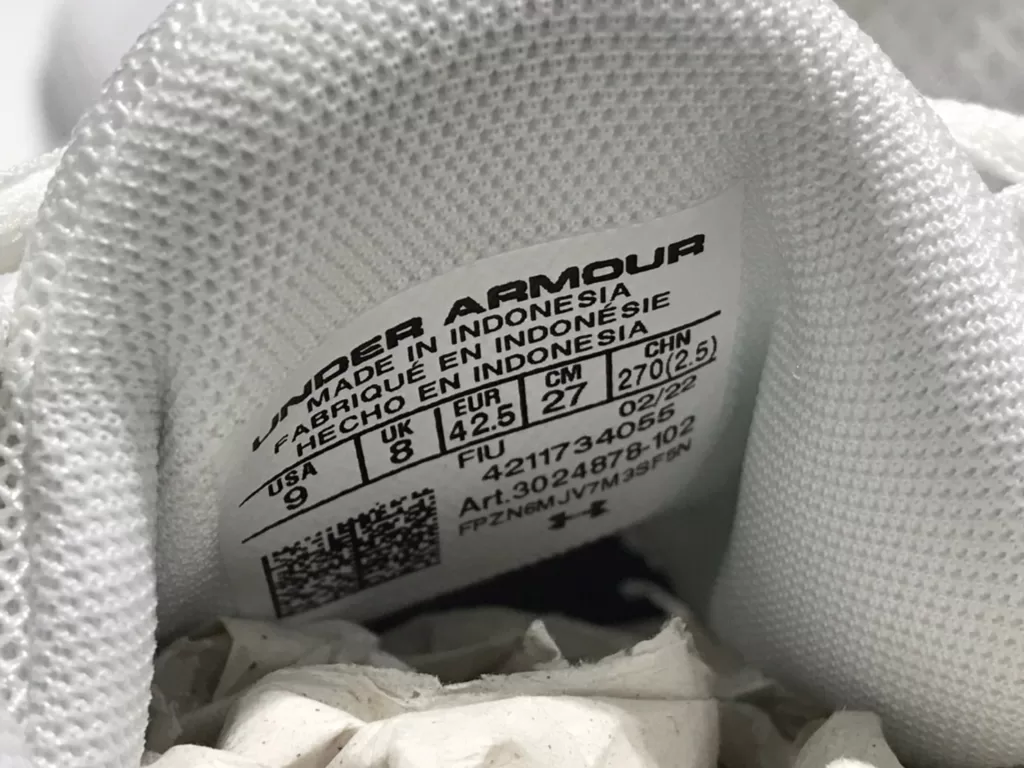 UNDER ARMOUR
MADE IN INDONESIA
FABRIQUÉ EN INDONÉSIE
HECHO EN INDONESIA
USA UK EUR CM CHN
9 8 42.5 27 270(2.5)
FIU 02/22
4211734055
Art.3024878-102
FPZN6MJV7M3SF5N